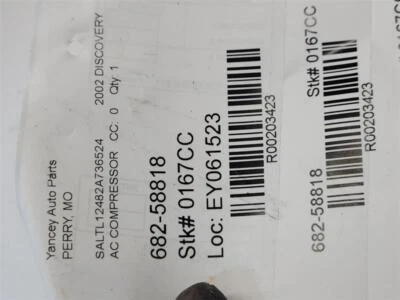 Yancey Auto Parts
PERRY, MO
SALTL12482A736524 2002 DISCOVERY
AC COMPRESSOR CC: 0 Qty 1
682-58818
Stk# 0167CC
Loc: EY061523
R00203423
682-58818
Stk# 0167CC
R00203423